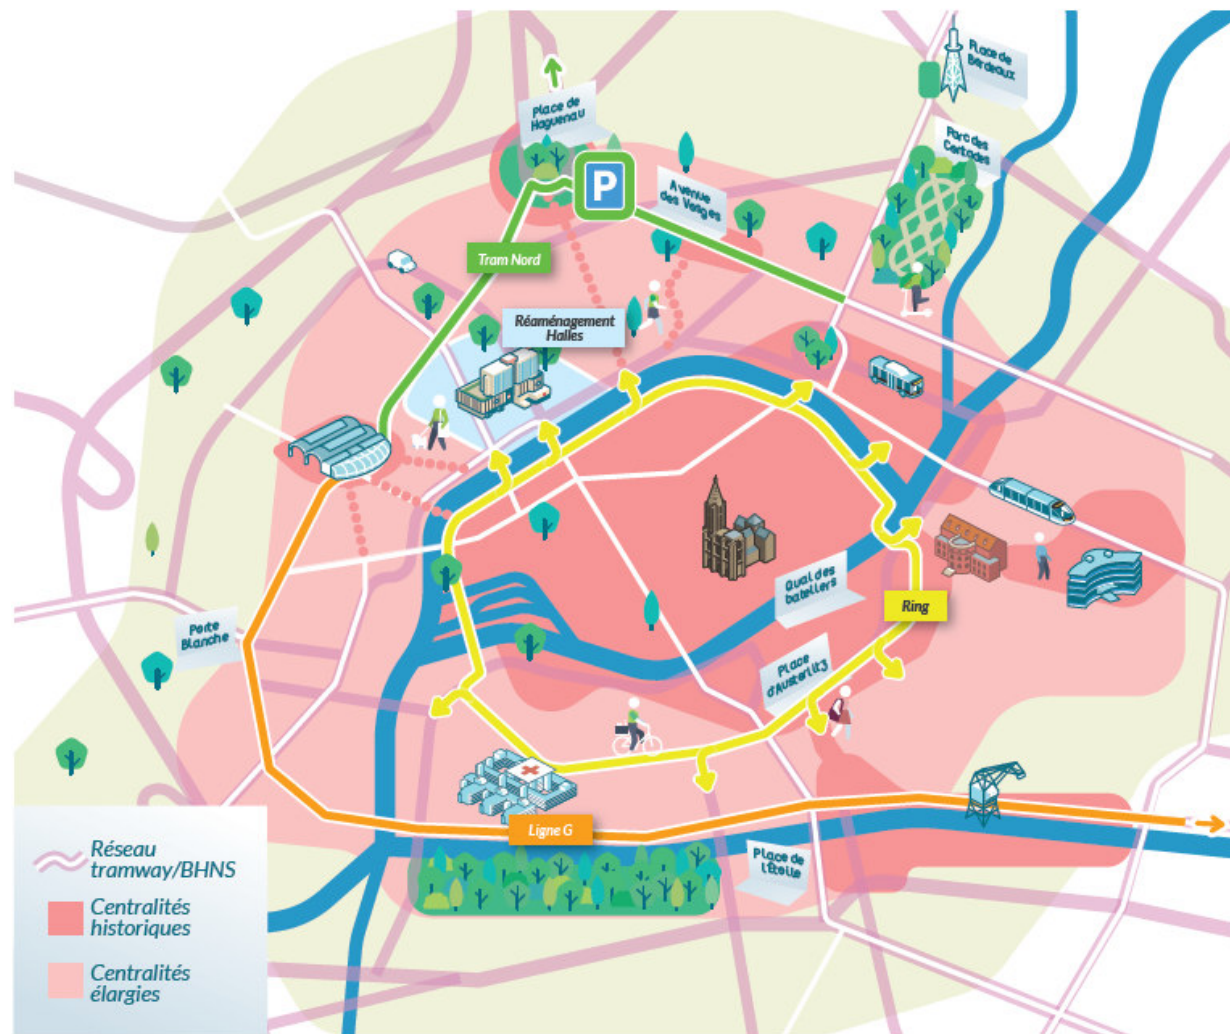 Place de
Bordeaux
Place de
Haguenau
Parc des
Contades
P
Avenue
des Vosges
Tram Nord
Réaménagement
Halles
Quai des
bateliers
Ring
Porte
Blanche
Place
d'Austerlitz
Ligne G
Place de
l'Étoile
Réseau
tramway/BHNS
Centralités
historiques
Centralités
élargies